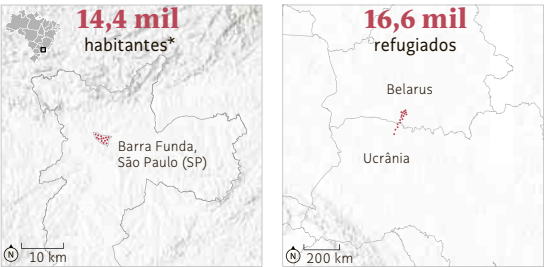 14,4 mil
habitantes*
Barra Funda,
São Paulo (SP)
N
10 km
16,6 mil
refugiados
Belarus
Ucrânia
N
200 km